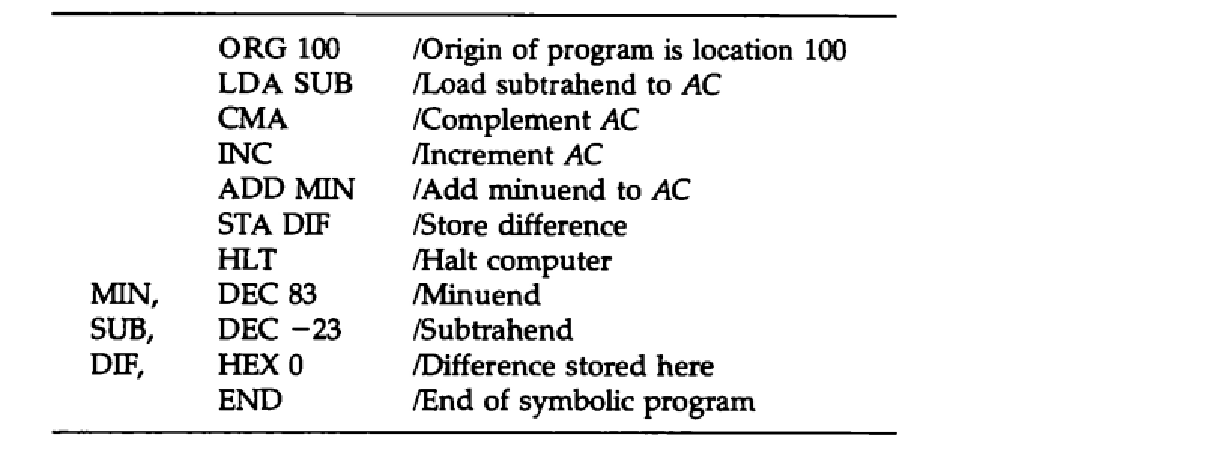 ORG 100 /Origin of program is location 100
LDA SUB /Load subtrahend to AC
CMA /Complement AC
INC /Increment AC
ADD MIN /Add minuend to AC
STA DIF /Store difference
HLT /Halt computer
MIN, DEC 83 /Minuend
SUB, DEC −23 /Subtrahend
DIF, HEX 0 /Difference stored here
END /End of symbolic program